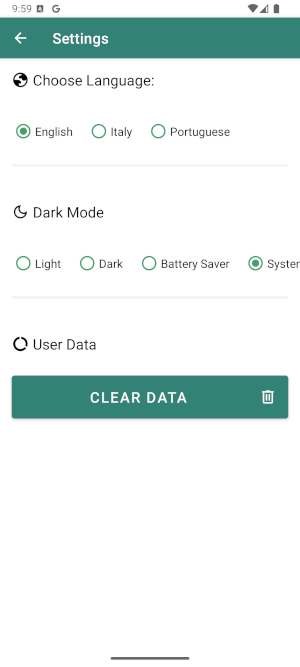 9:59
Settings
Choose Language:
English Italy Portuguese
Dark Mode
Light Dark Battery Saver Syster
User Data
CLEAR DATA